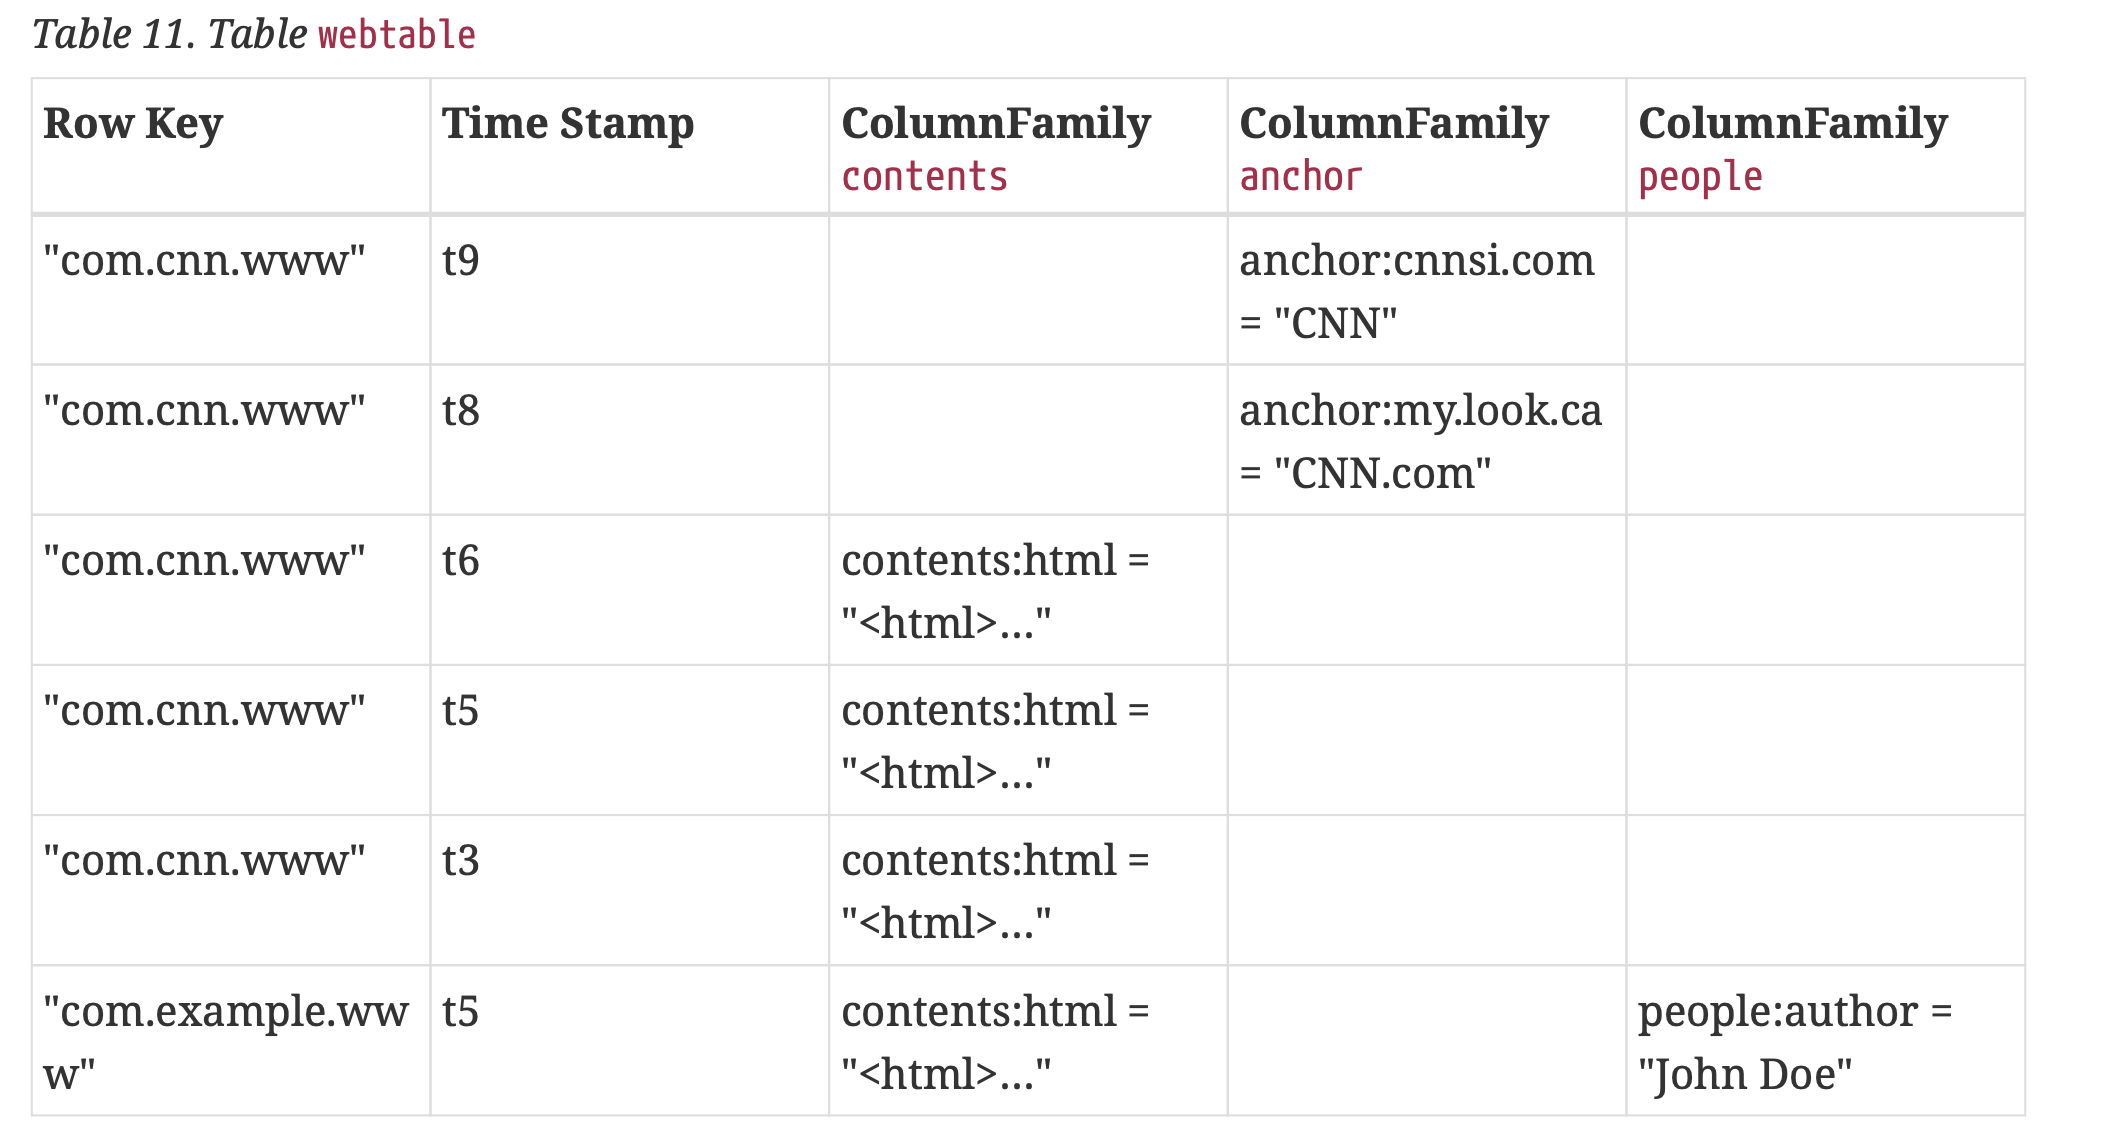 Table 11. Table webtable
Row Key Time Stamp ColumnFamily ColumnFamily ColumnFamily
contents anchor people
"com.cnn.www" t9 anchor:cnnsi.com
= "CNN"
"com.cnn.www" t8 anchor:my.look.ca
= "CNN.com"
"com.cnn.www" t6 contents:html =
"<html>…"
"com.cnn.www" t5 contents:html =
"<html>…"
"com.cnn.www" t3 contents:html =
"<html>…"
"com.example.ww t5 contents:html = people:author =
w" "<html>…" "John Doe"